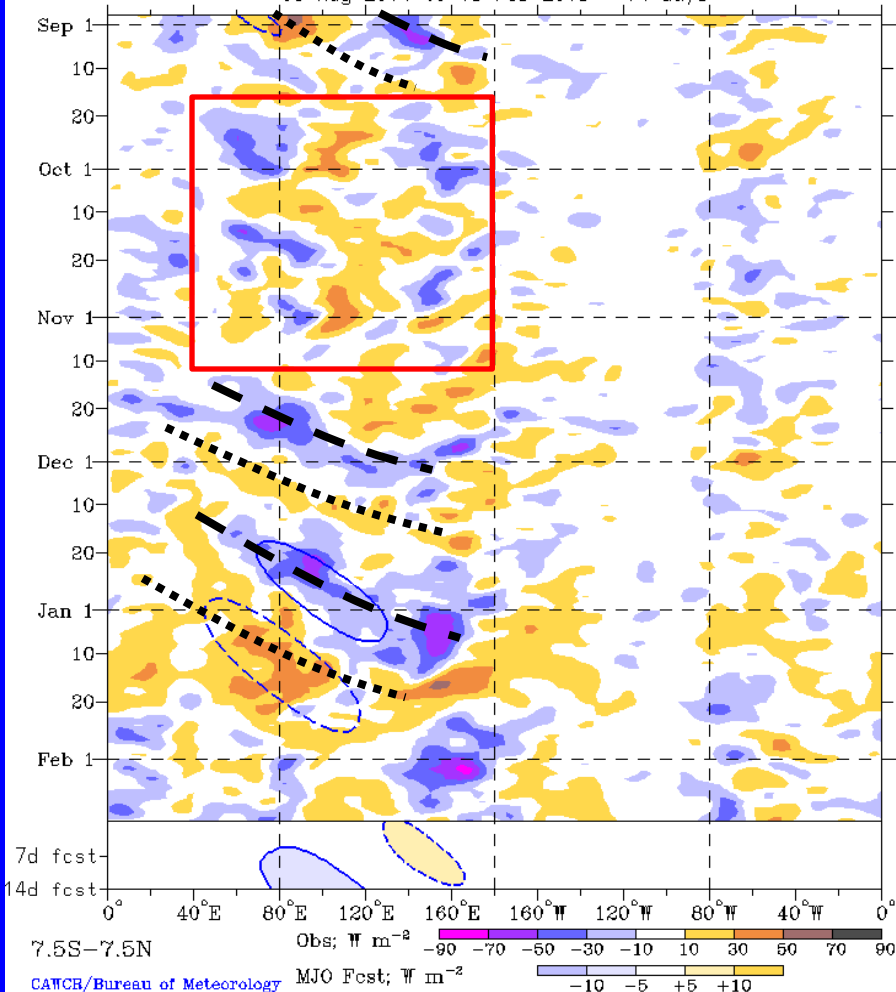 Sep 1
10
20
Oct 1
10
20
Nov 1
10
20
Dec 1
10
20
Jan 1
10
20
Feb 1
7d fcst
14d fcst
0° 40°E 80°E 120°E 160°E 160°W 120°W 80°W 40°W 0°
7.5S-7.5N
Obs; W m⁻²
-90 -70 -50 -30 -10 10 30 50 70 90
CAWCR/Bureau of Meteorology
MJO Fcst; W m⁻²
-10 -5 +5 +10